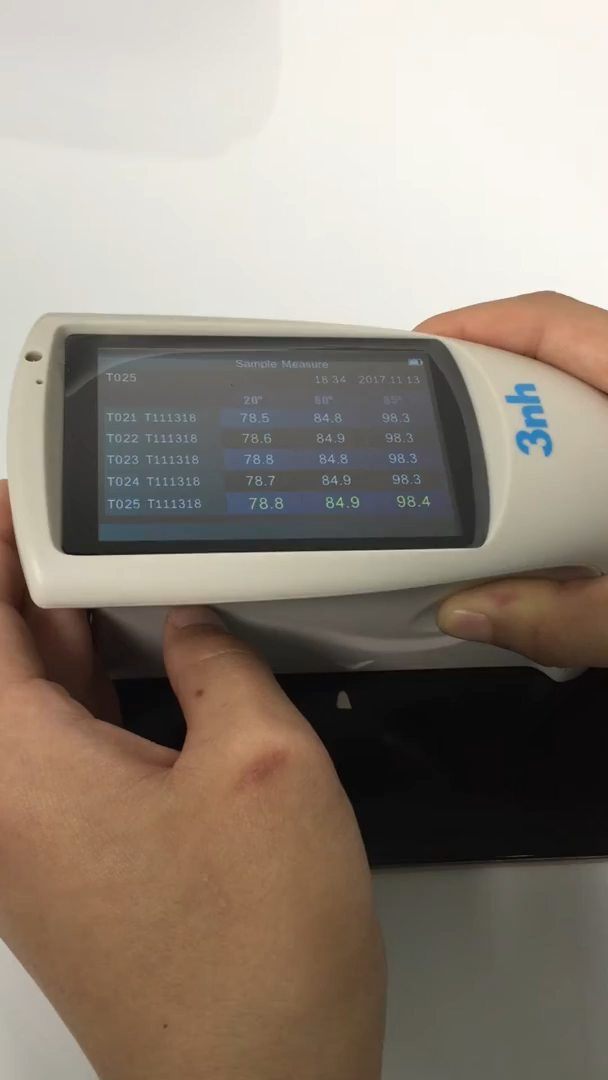 Sample Measure
T025 18 34 2017.11 13
20° 60° 85°
T021 T111318 78.5 84.8 98.3
T022 T111318 78.6 84.9 98.3
T023 T111318 78.8 84.8 98.3
T024 T111318 78.7 84.9 98.3
T025 T111318 78.8 84.9 98.4
3nh